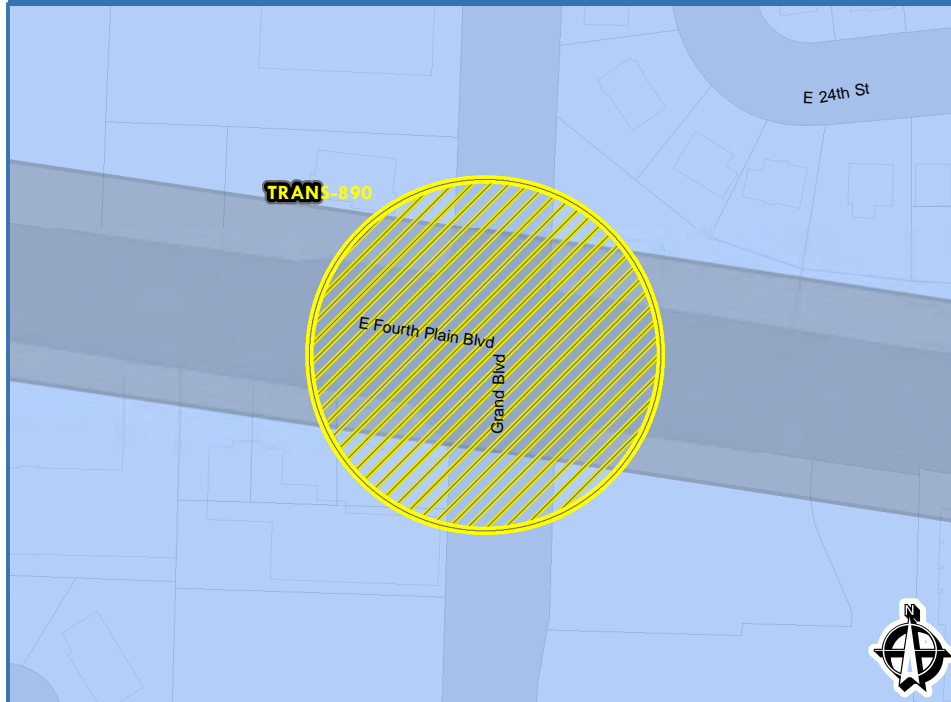 E 24th St
TRANS-890
E Fourth Plain Blvd
Grand Blvd
N